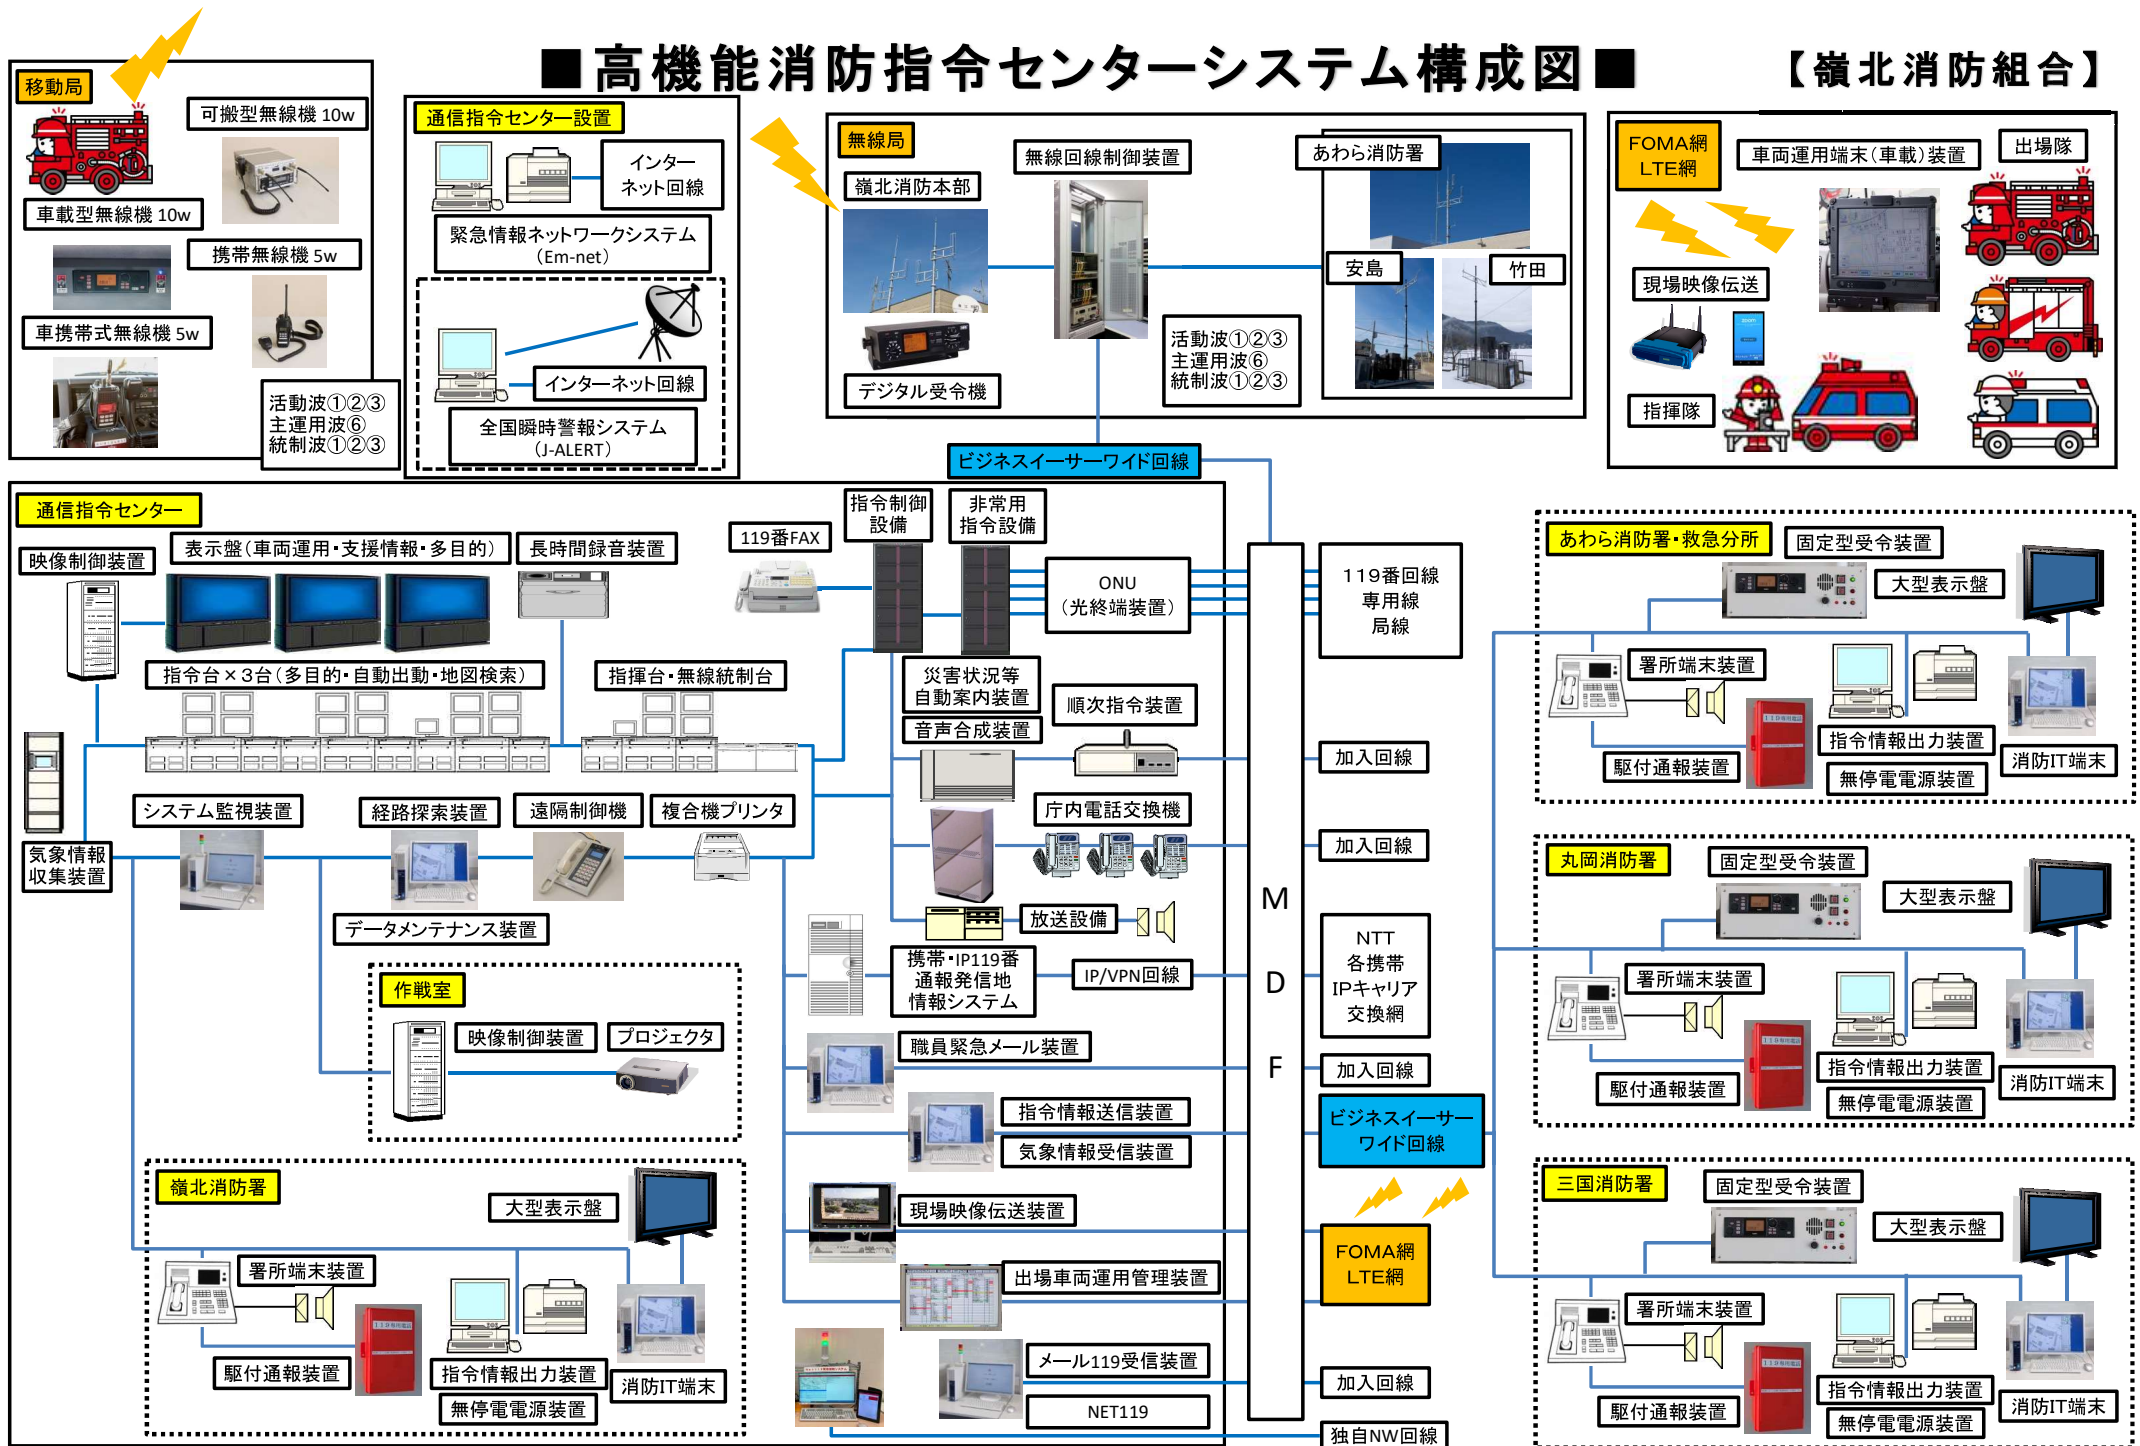 ■高機能消防指令センターシステム構成図■
【嶺北消防組合】
移動局
可搬型無線機 10w
車載型無線機 10w
携帯無線機 5w
車携帯式無線機 5w
活動波①②③
主運用波⑥
統制波①②③
通信指令センター設置
インター
ネット回線
緊急情報ネットワークシステム
（Em-net）
インターネット回線
全国瞬時警報システム
（J-ALERT）
無線局
嶺北消防本部
無線回線制御装置
あわら消防署
安島
竹田
デジタル受令機
活動波①②③
主運用波⑥
統制波①②③
FOMA網
LTE網
車両運用端末（車載）装置
出場隊
現場映像伝送
指揮隊
ビジネスイーサーワイド回線
通信指令センター
映像制御装置
表示盤（車両運用・支援情報・多目的）
長時間録音装置
119番FAX
指令制御
設備
非常用
指令設備
ONU
（光終端装置）
119番回線
専用線
局線
指令台×3台（多目的・自動出動・地図検索）
指揮台・無線統制台
災害状況等
自動案内装置
音声合成装置
順次指令装置
加入回線
システム監視装置
経路探索装置
遠隔制御機
複合機プリンタ
庁内電話交換機
加入回線
気象情報
収集装置
データメンテナンス装置
放送設備
M
D
F
携帯・IP119番
通報発信地
情報システム
IP/VPN回線
NTT
各携帯
IPキャリア
交換網
作戦室
映像制御装置
プロジェクタ
職員緊急メール装置
加入回線
指令情報送信装置
気象情報受信装置
ビジネスイーサー
ワイド回線
現場映像伝送装置
出場車両運用管理装置
FOMA網
LTE網
メール119受信装置
NET119
加入回線
独自NW回線
嶺北消防署
大型表示盤
署所端末装置
駆付通報装置
指令情報出力装置
無停電電源装置
消防IT端末
あわら消防署・救急分所
固定型受令装置
大型表示盤
署所端末装置
駆付通報装置
指令情報出力装置
無停電電源装置
消防IT端末
丸岡消防署
固定型受令装置
大型表示盤
署所端末装置
駆付通報装置
指令情報出力装置
無停電電源装置
消防IT端末
三国消防署
固定型受令装置
大型表示盤
署所端末装置
駆付通報装置
指令情報出力装置
無停電電源装置
消防IT端末